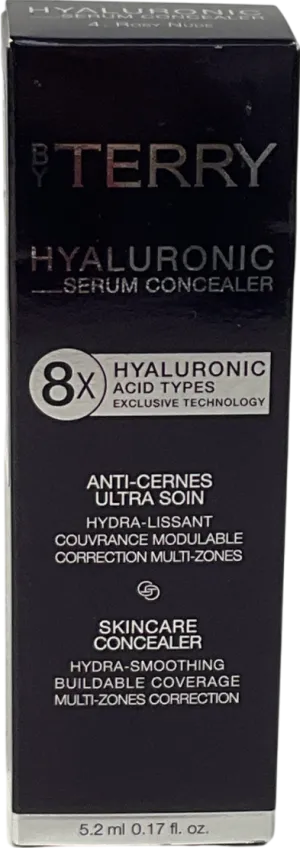 HYALURONIC
SERUM CONCEALER
4. ROSY NUDE
BY TERRY
HYALURONIC
SERUM CONCEALER
8X HYALURONIC
ACID TYPES
EXCLUSIVE TECHNOLOGY
ANTI-CERNES
ULTRA SOIN
HYDRA-LISSANT
COUVRANCE MODULABLE
CORRECTION MULTI-ZONES
SKINCARE
CONCEALER
HYDRA-SMOOTHING
BUILDABLE COVERAGE
MULTI-ZONES CORRECTION
5.2 ml 0.17 fl. oz.